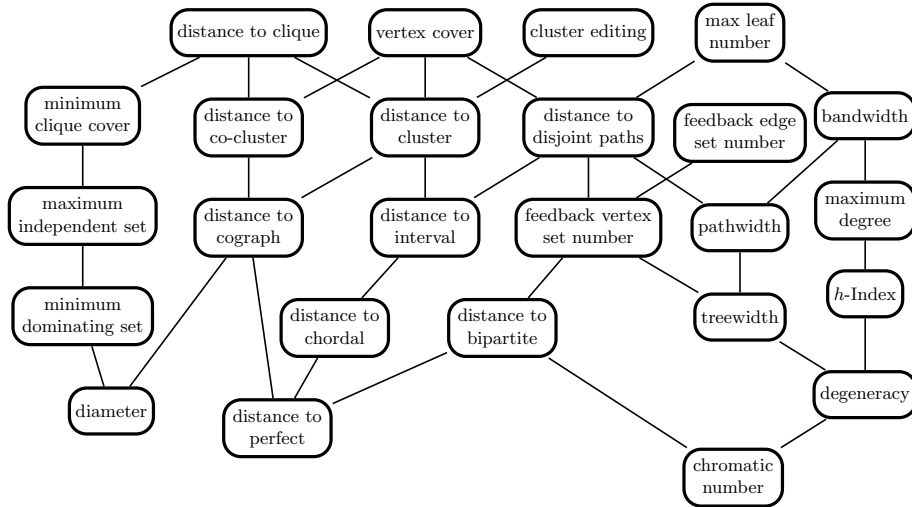 distance to clique
vertex cover
cluster editing
max leaf
number
minimum
clique cover
distance to
co-cluster
distance to
cluster
distance to
disjoint paths
feedback edge
set number
bandwidth
maximum
independent set
distance to
cograph
distance to
interval
feedback vertex
set number
pathwidth
maximum
degree
minimum
dominating set
distance to
chordal
distance to
bipartite
treewidth
h-Index
diameter
distance to
perfect
degeneracy
chromatic
number